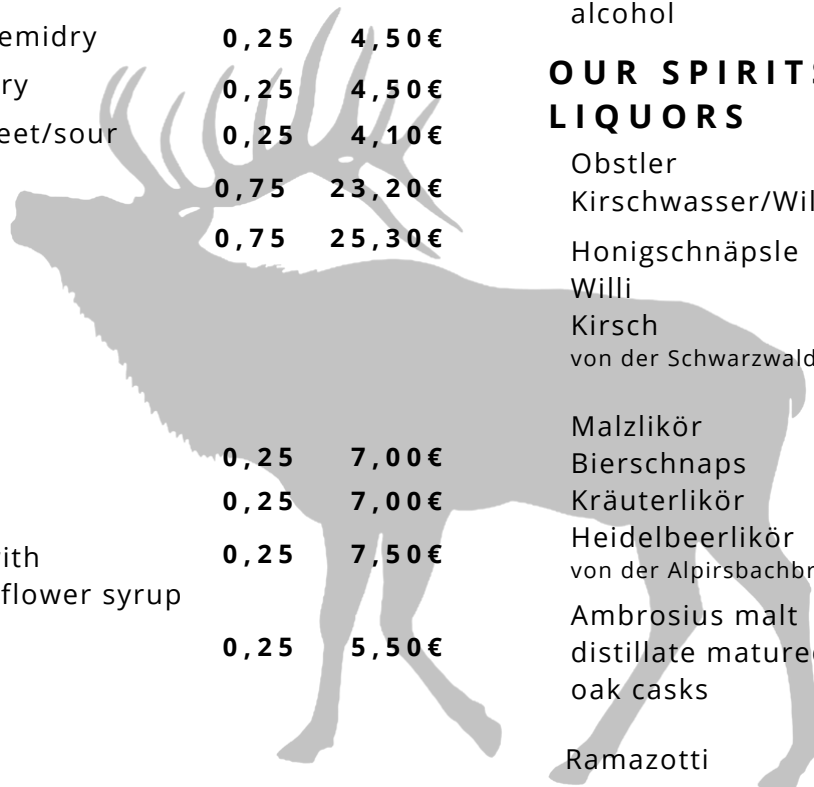 emidry 0,25 4,50€
ry 0,25 4,50€
eet/sour 0,25 4,10€
0,75 23,20€
0,75 25,30€
0,25 7,00€
0,25 7,00€
ith 0,25 7,50€
flower syrup
0,25 5,50€
alcohol
OUR SPIRITS
LIQUORS
Obstler
Kirschwasser/Wil
Honigschnäpsle
Willi
Kirsch
von der Schwarzwald
Malzlikör
Bierschnaps
Kräuterlikör
Heidelbeerlikör
von der Alpirsbachbr
Ambrosius malt
distillate matured
oak casks
Ramazotti